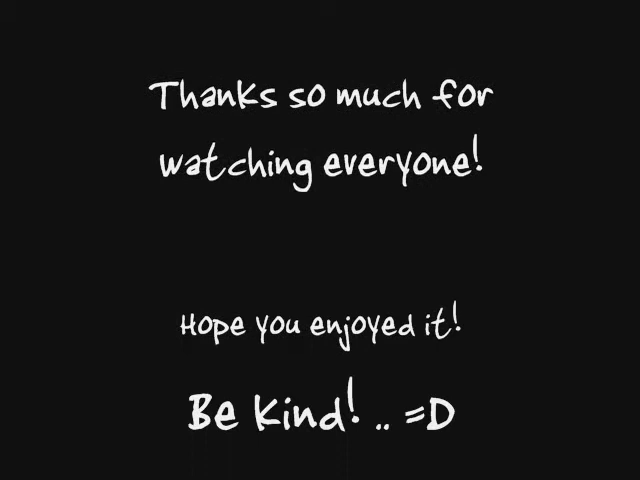 Thanks so much for
watching everyone!
Hope you enjoyed it!
Be Kind! .. =D